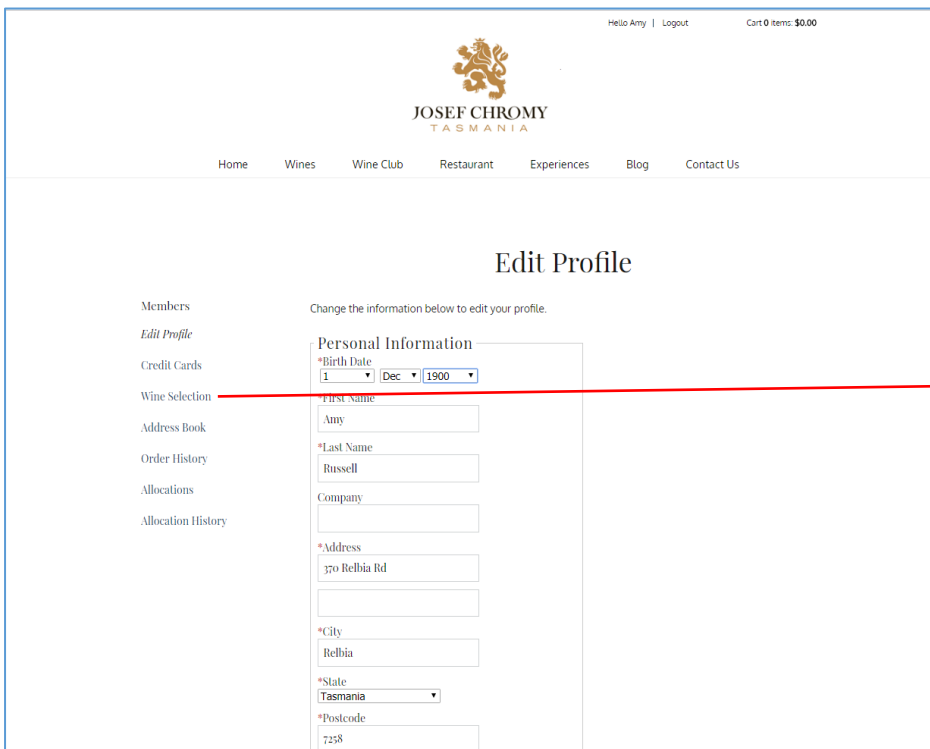 Hello Amy | Logout Cart 0 items: $0.00
JOSEF CHROMY
TASMANIA
Home Wines Wine Club Restaurant Experiences Blog Contact Us
Edit Profile
Members
Edit Profile
Credit Cards
Wine Selection
Address Book
Order History
Allocations
Allocation History
Change the information below to edit your profile.
Personal Information
*Birth Date
1 Dec 1900
*First Name
Amy
*Last Name
Russell
Company
*Address
370 Relbia Rd
*City
Relbia
*State
Tasmania
*Postcode
7258